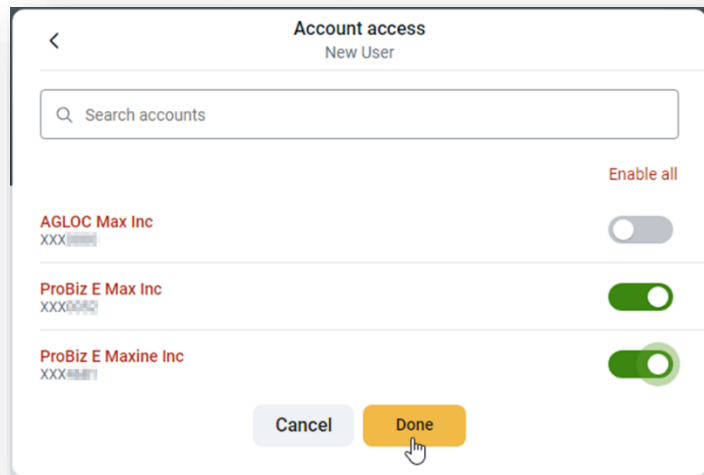 Account access
New User
Search accounts
Enable all
AGLOC Max Inc
XXX
ProBiz E Max Inc
XXX
ProBiz E Maxine Inc
XXX
Cancel
Done